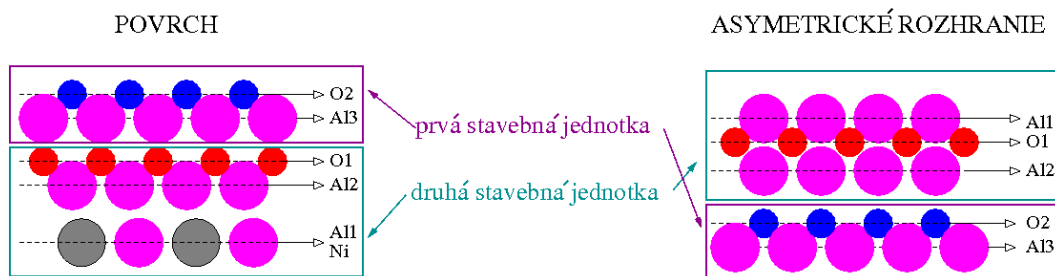 POVRCH
ASYMETRICKÉ ROZHRANIE
O2
Al3
O1
Al2
Al1
Ni
prvá stavebná jednotka
druhá stavebná jednotka
Al1
O1
Al2
O2
Al3